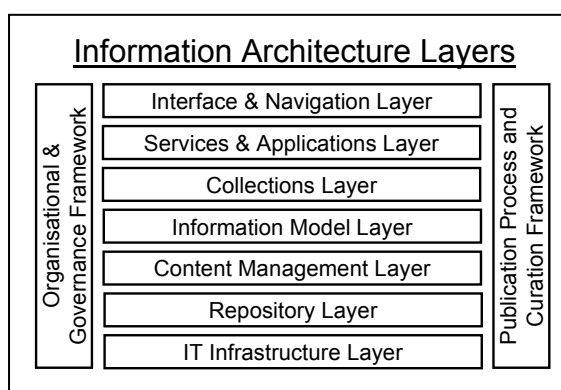 Information Architecture Layers
Organisational &
Governance Framework
Interface & Navigation Layer
Services & Applications Layer
Collections Layer
Information Model Layer
Content Management Layer
Repository Layer
IT Infrastructure Layer
Publication Process and
Curation Framework